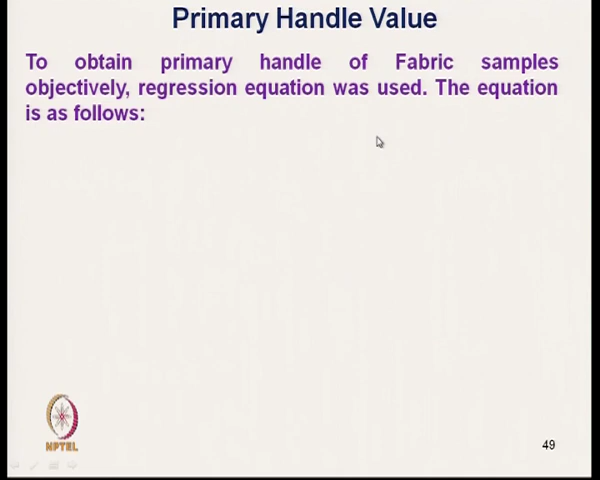 Primary Handle Value
To obtain primary handle of Fabric samples
objectively, regression equation was used. The equation
is as follows:
NPTEL
49